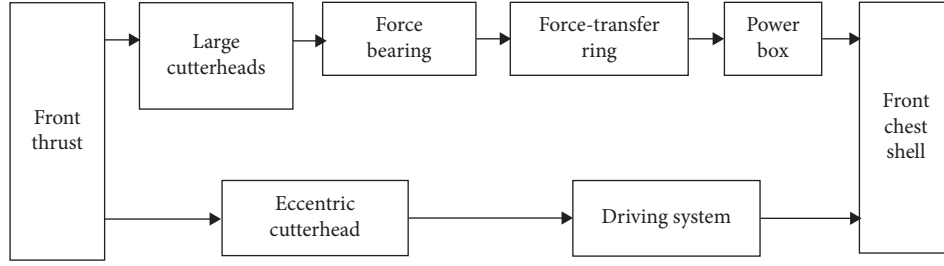 Front
thrust
Large
cutterheads
Force
bearing
Force-transfer
ring
Power
box
Front
chest
shell
Eccentric
cutterhead
Driving system